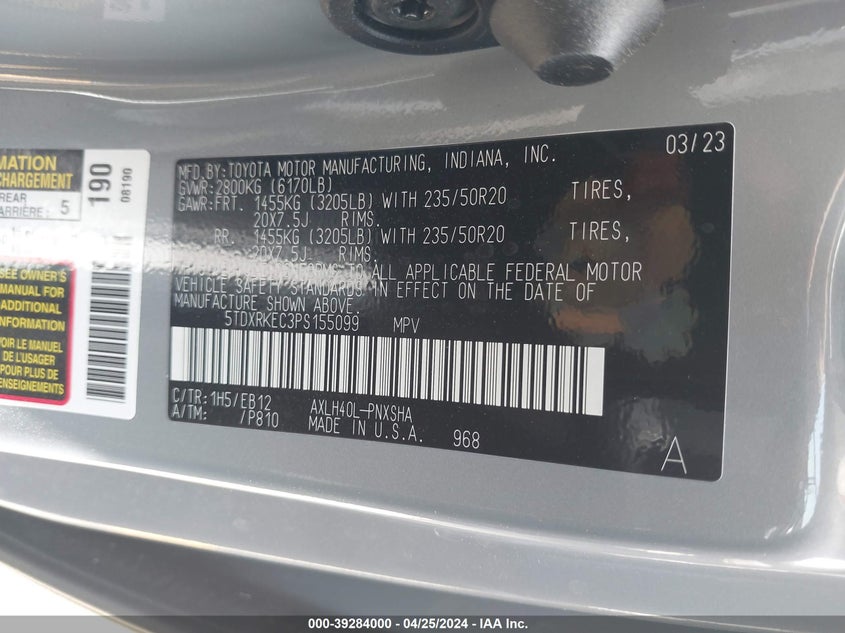 MATION
CHARGEMENT
REAR
ARRIÈRE 5
190
08190
SEE OWNER'S
MANUAL FOR
ADDITIONAL
INFORMATION
VOIR LE MANUEL
DE L'USAGER
POUR PLUS DE
RENSEIGNEMENTS
03/23
MFD.BY:TOYOTA MOTOR MANUFACTURING, INDIANA, INC.
GVWR:2800KG (6170LB)
GAWR:FRT. 1455KG (3205LB) WITH 235/50R20 TIRES,
20X7.5J RIMS.
RR. 1455KG (3205LB) WITH 235/50R20 TIRES,
20X7.5J RIMS.
TO ALL APPLICABLE FEDERAL MOTOR
VEHICLE SAFETY STANDARDS IN EFFECT ON THE DATE OF
MANUFACTURE SHOWN ABOVE.
5TDXRKEC3PS155099 MPV
C/TR:1H5/EB12 AXLH40L-PNXSHA
A/TM: /P810 MADE IN U.S.A. 968
A
000-39284000 - 04/25/2024 - IAA Inc.